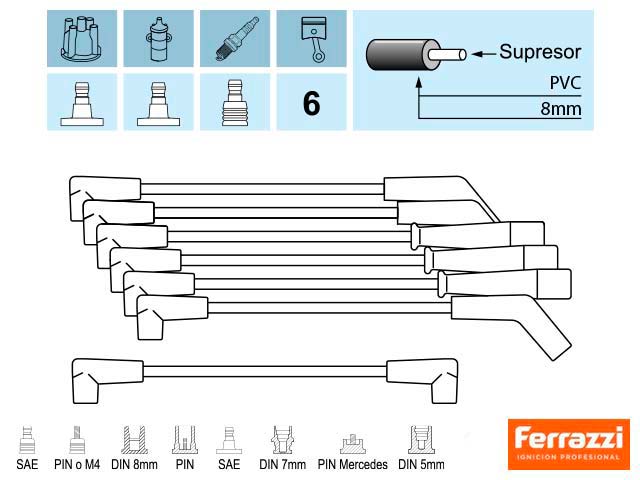 Supresor
PVC
6
8mm
SAE PIN o M4 DIN 8mm PIN SAE DIN 7mm PIN Mercedes DIN 5mm
Ferrazzi
IGNICION PROFESIONAL